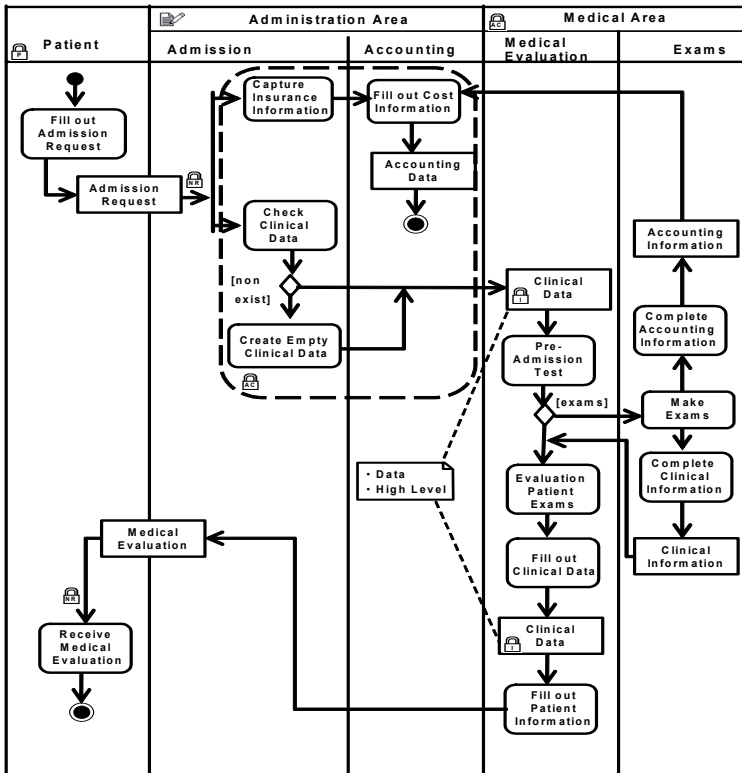 Administration Area
Medical Area
AC
Patient
P
Admission
Accounting
Medical
Evaluation
Exams
Fill out
Admission
Request
Admission
Request
NR
Capture
Insurance
Information
Fill out Cost
Information
Accounting
Data
Check
Clinical
Data
[non
exist]
Create Empty
Clinical Data
AC
Clinical
Data
I
Pre-
Admission
Test
[exams]
Accounting
Information
Complete
Accounting
Information
Make
Exams
Complete
Clinical
Information
Clinical
Information
• Data
• High Level
Evaluation
Patient
Exams
Fill out
Clinical Data
Clinical
Data
I
Fill out
Patient
Information
Medical
Evaluation
NR
Receive
Medical
Evaluation